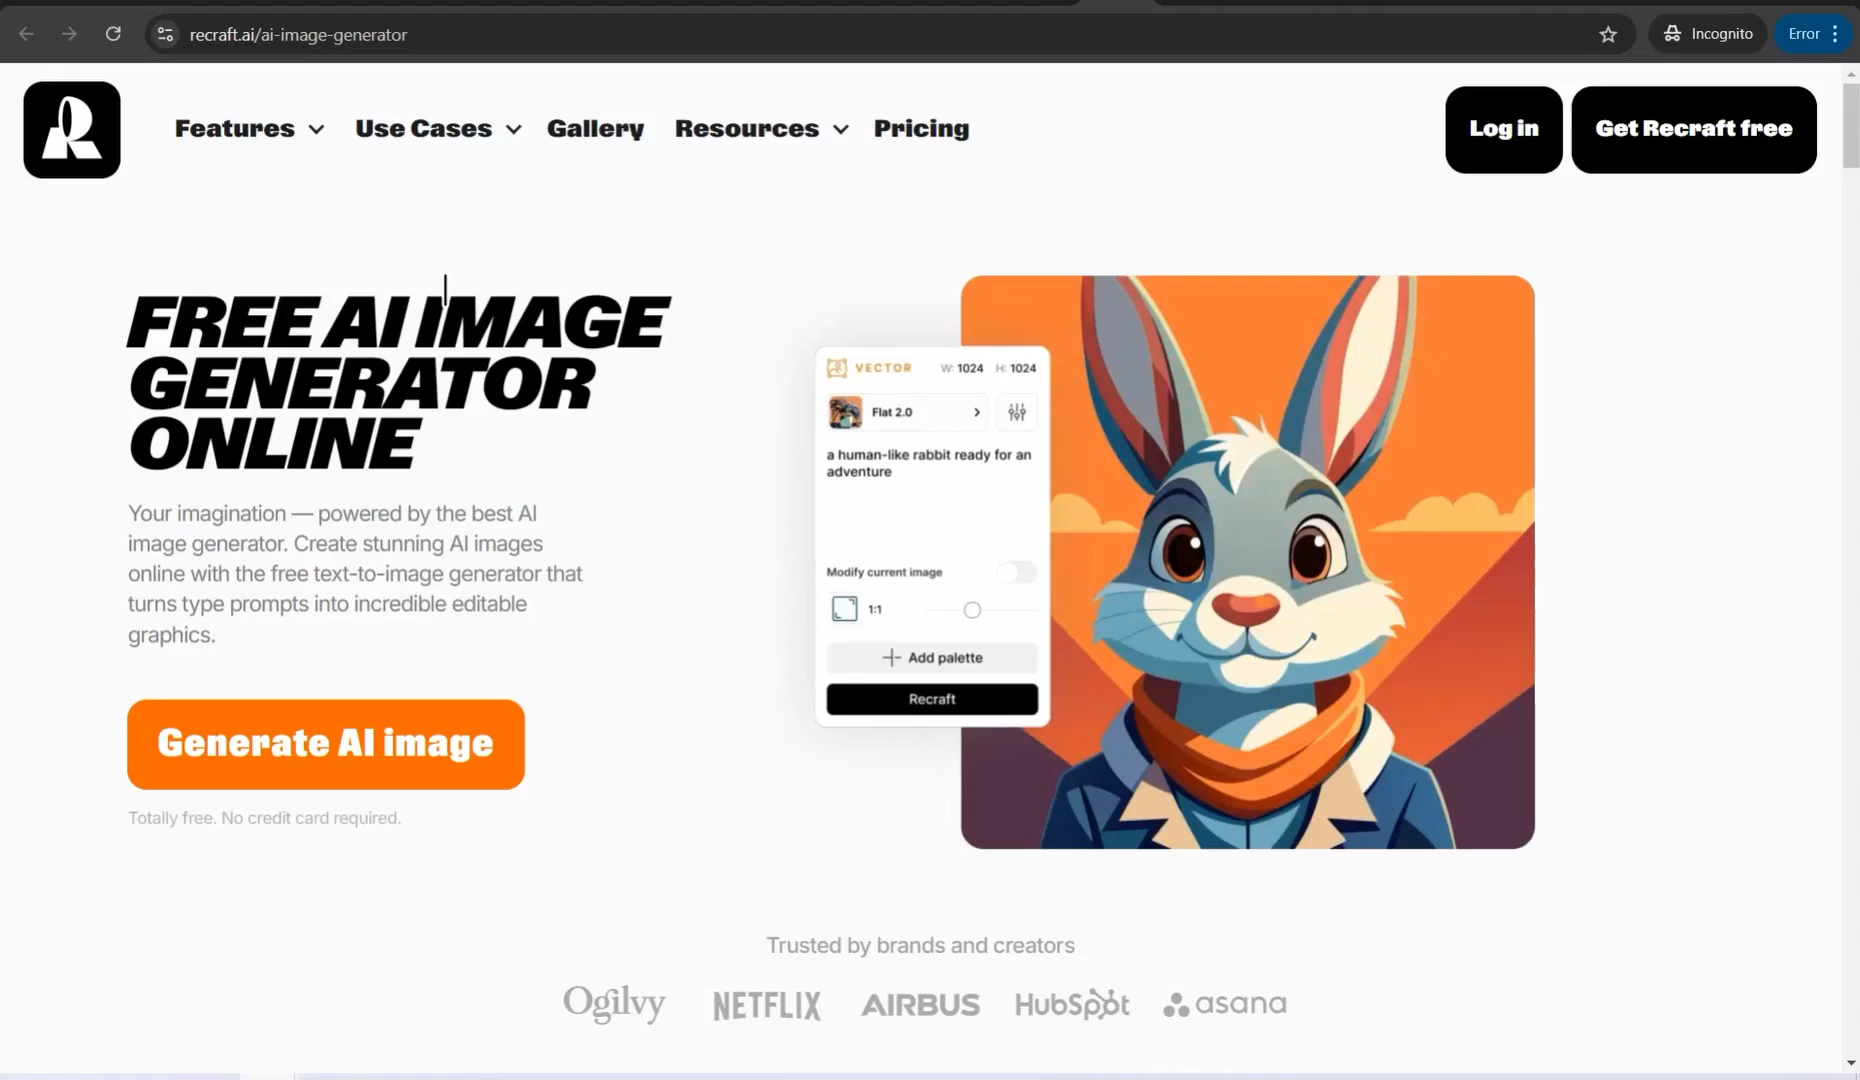 recraft.ai/ai-image-generator
Incognito
Error
Features
Use Cases
Gallery
Resources
Pricing
Log in
Get Recraft free
FREE AI IMAGE
GENERATOR
ONLINE
Your imagination — powered by the best AI
image generator. Create stunning AI images
online with the free text-to-image generator that
turns type prompts into incredible editable
graphics.
Generate AI image
Totally free. No credit card required.
VECTOR W: 1024 H: 1024
Flat 2.0
a human-like rabbit ready for an
adventure
Modify current image
1:1
Add palette
Recraft
Trusted by brands and creators
Ogilvy NETFLIX AIRBUS HubSpot asana